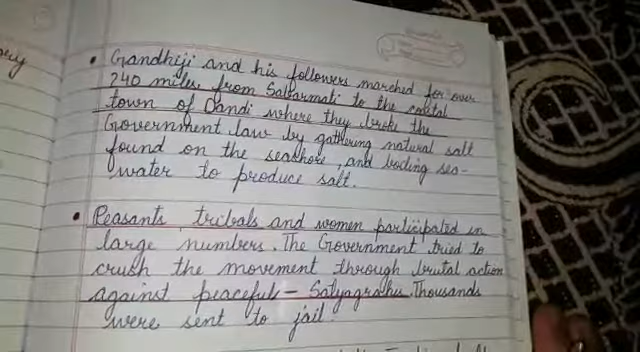 • Gandhiji and his followers marched for over
240 miles from Sabarmati to the coastal
town of Dandi where they broke the
Government law by gathering natural salt
found on the seashore, and boiling sea-
water to produce salt.
• Peasants, tribals and women participated in
large numbers. The Government tried to
crush the movement through brutal action
against peaceful - Satyagrahis. Thousands
were sent to jail.